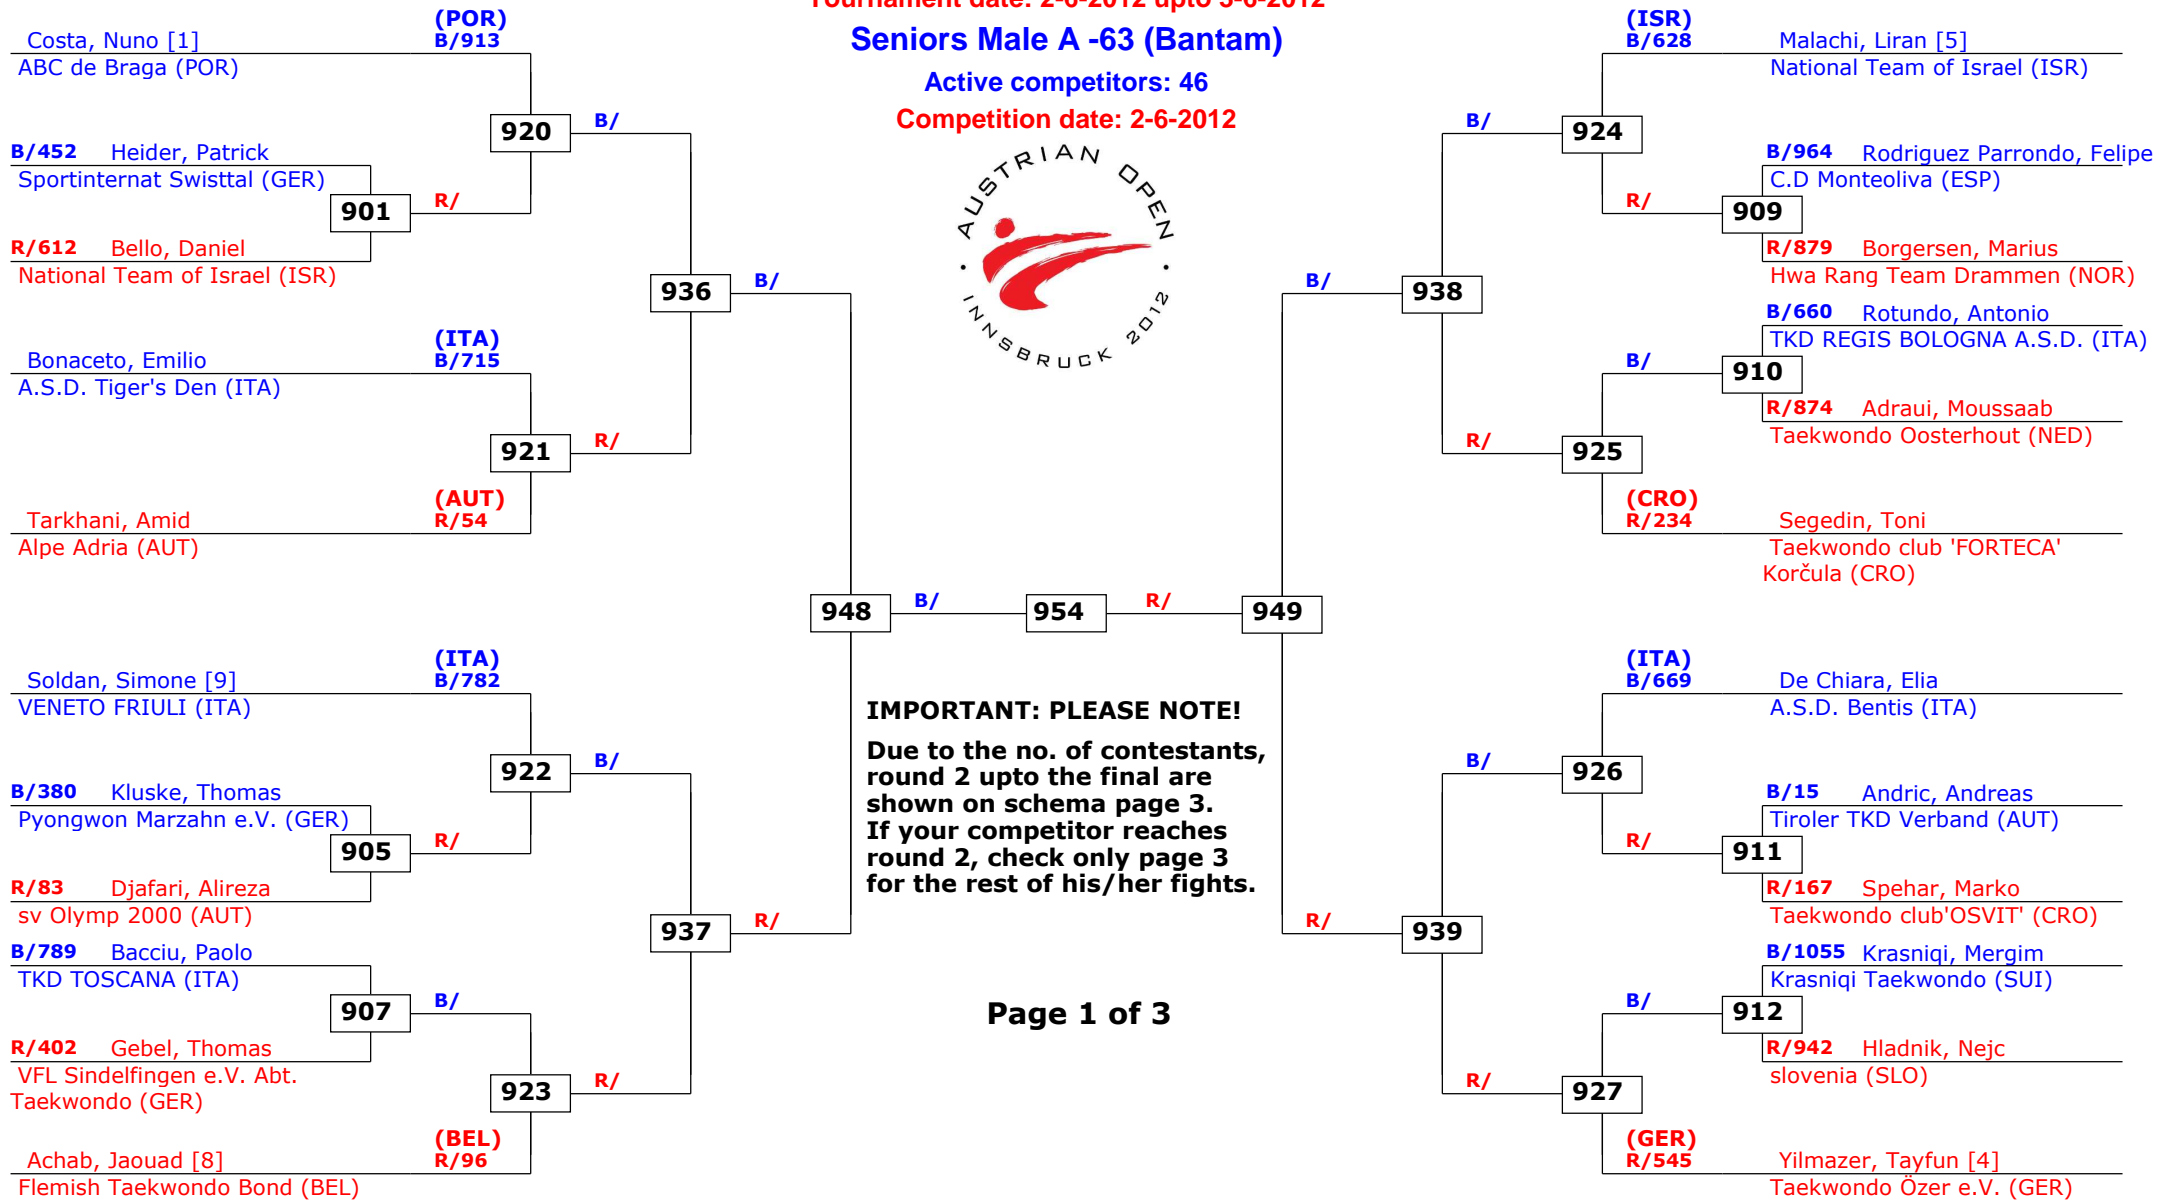 Tournament date: 2-6-2012 upto 3-6-2012
Seniors Male A -63 (Bantam)
Active competitors: 46
Competition date: 2-6-2012
AUSTRIAN OPEN
· INNSBRUCK 2012 ·
(POR)
Costa, Nuno [1] B/913
ABC de Braga (POR)
920 B/
B/452 Heider, Patrick
Sportinternat Swisttal (GER)
901 R/
R/612 Bello, Daniel
National Team of Israel (ISR)
936 B/
(ITA)
Bonaceto, Emilio B/715
A.S.D. Tiger's Den (ITA)
921 R/
(AUT)
Tarkhani, Amid R/54
Alpe Adria (AUT)
948 B/ 954 R/ 949
(ITA)
Soldan, Simone [9] B/782
VENETO FRIULI (ITA)
922 B/
B/380 Kluske, Thomas
Pyongwon Marzahn e.V. (GER)
905 R/
R/83 Djafari, Alireza
sv Olymp 2000 (AUT)
937 R/
B/789 Bacciu, Paolo
TKD TOSCANA (ITA)
907 B/
R/402 Gebel, Thomas
VFL Sindelfingen e.V. Abt.
Taekwondo (GER)
923 R/
(BEL)
Achab, Jaouad [8] R/96
Flemish Taekwondo Bond (BEL)
IMPORTANT: PLEASE NOTE!
Due to the no. of contestants,
round 2 upto the final are
shown on schema page 3.
If your competitor reaches
round 2, check only page 3
for the rest of his/her fights.
Page 1 of 3
(ISR)
B/628 Malachi, Liran [5]
National Team of Israel (ISR)
B/ 924
B/964 Rodriguez Parrondo, Felipe
C.D Monteoliva (ESP)
R/ 909
R/879 Borgersen, Marius
Hwa Rang Team Drammen (NOR)
B/ 938
B/660 Rotundo, Antonio
TKD REGIS BOLOGNA A.S.D. (ITA)
B/ 910
R/874 Adraui, Moussaab
Taekwondo Oosterhout (NED)
R/ 925
(CRO)
R/234 Segedin, Toni
Taekwondo club 'FORTECA'
Korčula (CRO)
(ITA)
B/669 De Chiara, Elia
A.S.D. Bentis (ITA)
B/ 926
B/15 Andric, Andreas
Tiroler TKD Verband (AUT)
R/ 911
R/167 Spehar, Marko
Taekwondo club'OSVIT' (CRO)
R/ 939
B/1055 Krasniqi, Mergim
Krasniqi Taekwondo (SUI)
B/ 912
R/942 Hladnik, Nejc
slovenia (SLO)
R/ 927
(GER)
R/545 Yilmazer, Tayfun [4]
Taekwondo Özer e.V. (GER)